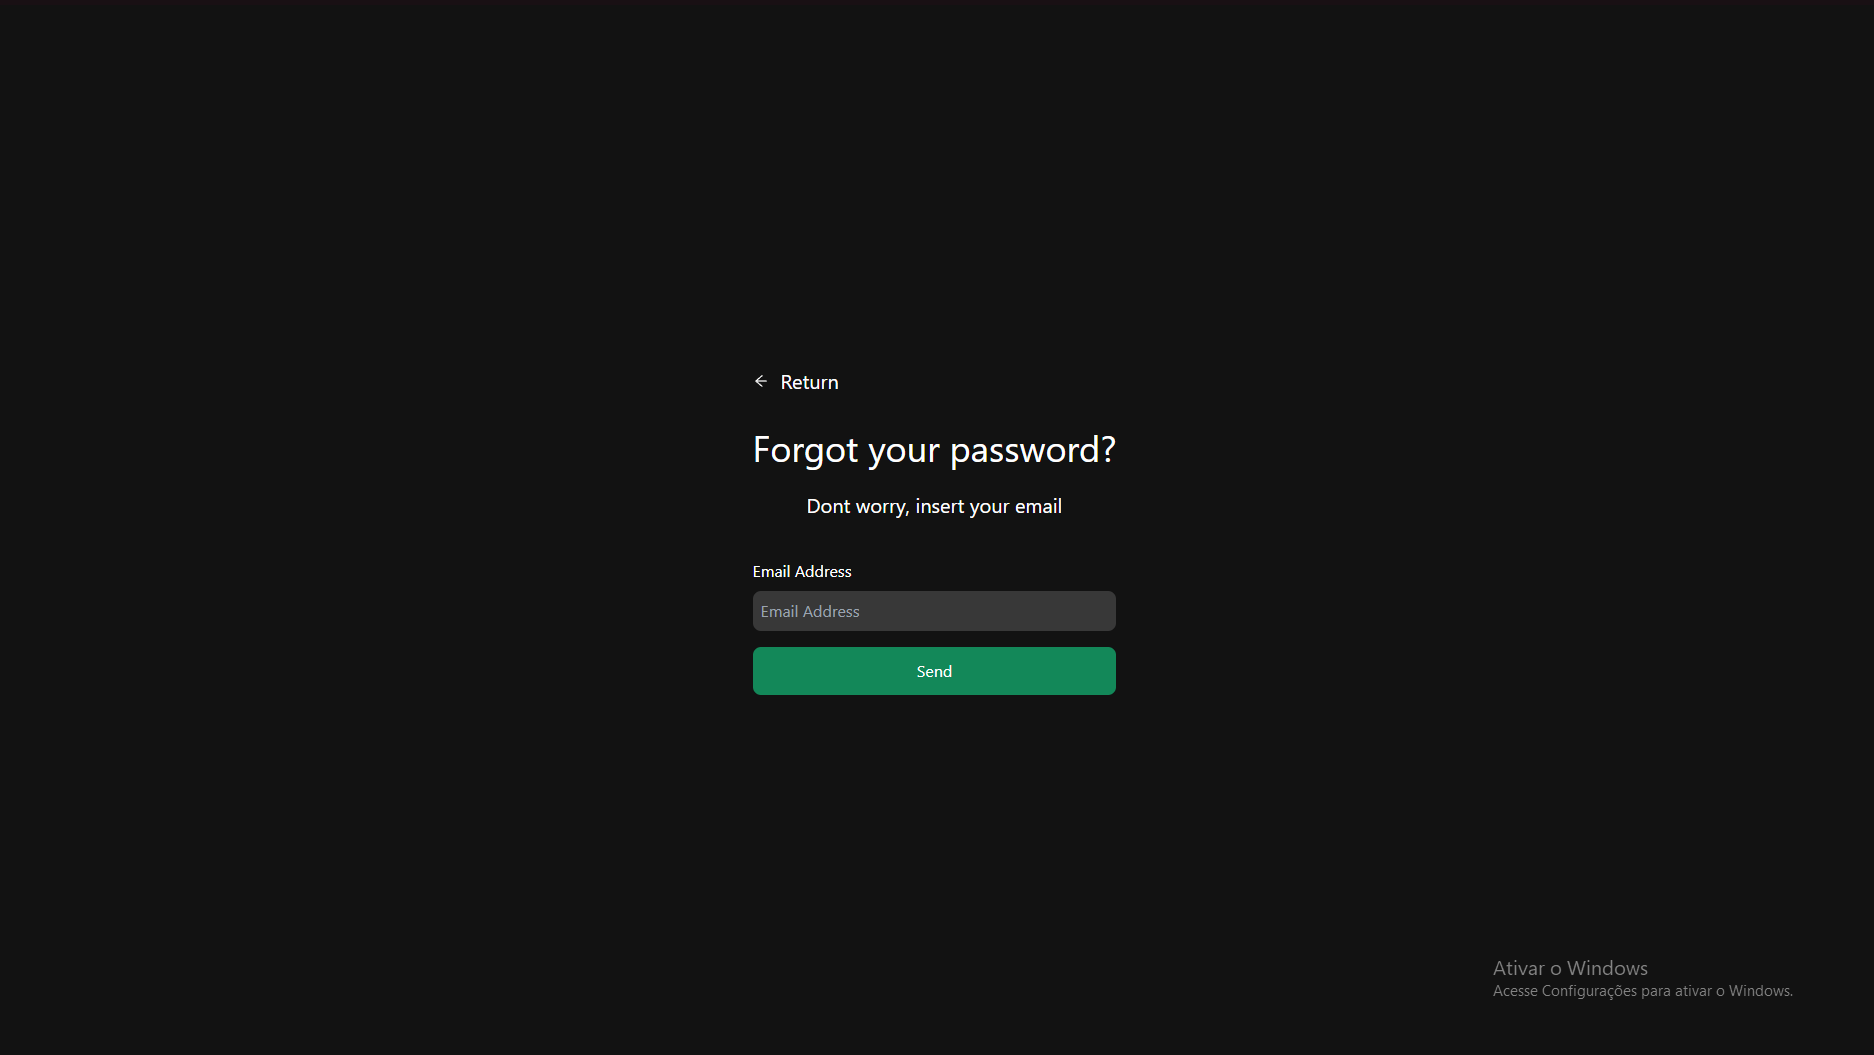 Return
Forgot your password?
Dont worry, insert your email
Email Address
Email Address
Send
Ativar o Windows
Acesse Configurações para ativar o Windows.